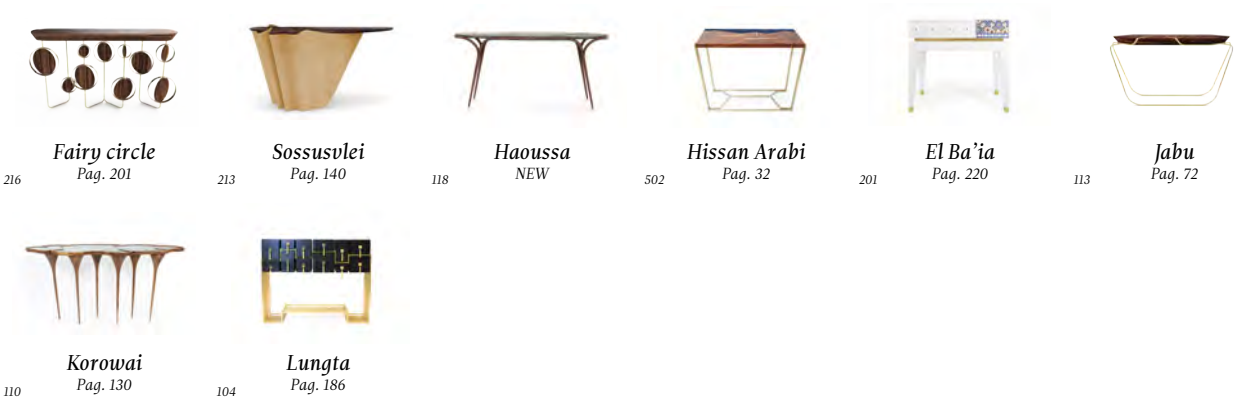 Fairy circle
216 Pag. 201
Sossusvlei
213 Pag. 140
Haoussa
118 NEW
Hissan Arabi
502 Pag. 32
El Ba’ia
201 Pag. 220
Jabu
113 Pag. 72
Korowai
110 Pag. 130
Lungta
104 Pag. 186